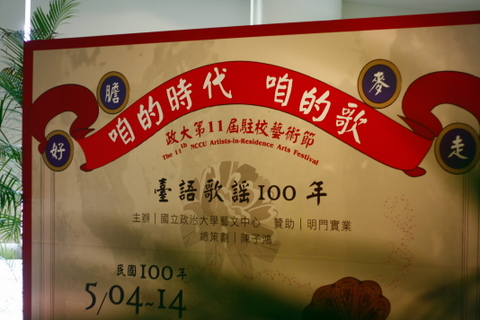 好膽麥走
咱的時代 咱的歌
政大第11屆駐校藝術節
The 11th NCCU Artists-in-Residence Arts Festival
臺語歌謠100年
主辦｜國立政治大學藝文中心 贊助｜明門實業
總策劃｜陳子鴻
民國100年
5/04~14